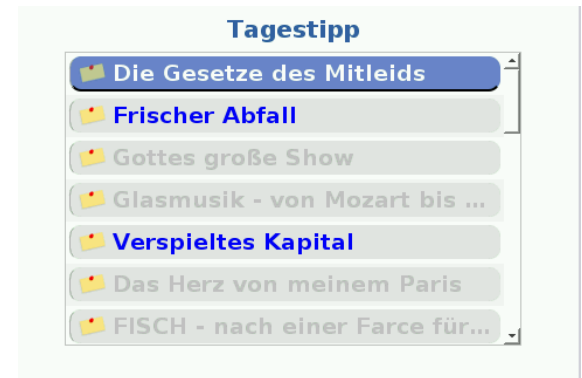 Tagestipp
Die Gesetze des Mitleids
Frischer Abfall
Gottes große Show
Glasmusik - von Mozart bis ...
Verspieltes Kapital
Das Herz von meinem Paris
FISCH - nach einer Farce für...